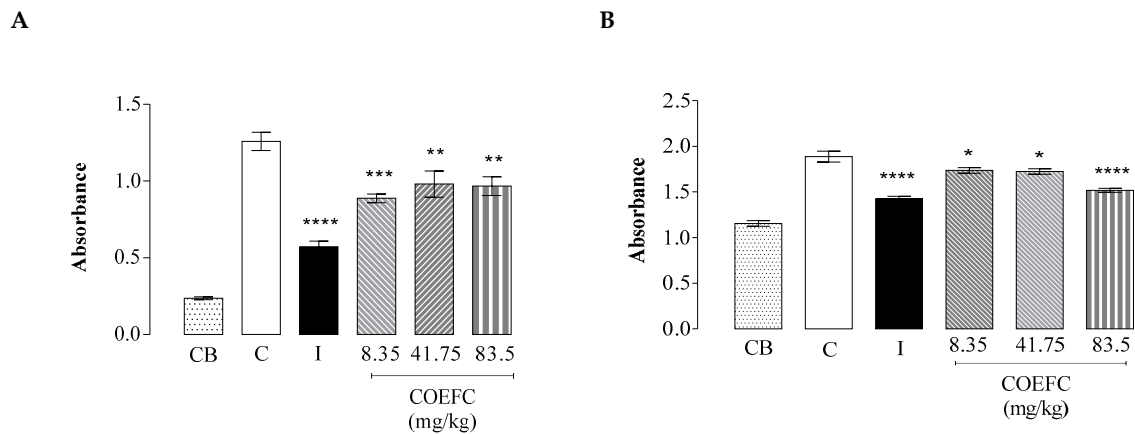 A
Absorbance
1.5
1.0
0.5
0.0
****
***
**
**
CB C I 8.35 41.75 83.5
COEFC
(mg/kg)
B
Absorbance
2.5
2.0
1.5
1.0
0.5
0.0
****
*
*
****
CB C I 8.35 41.75 83.5
COEFC
(mg/kg)